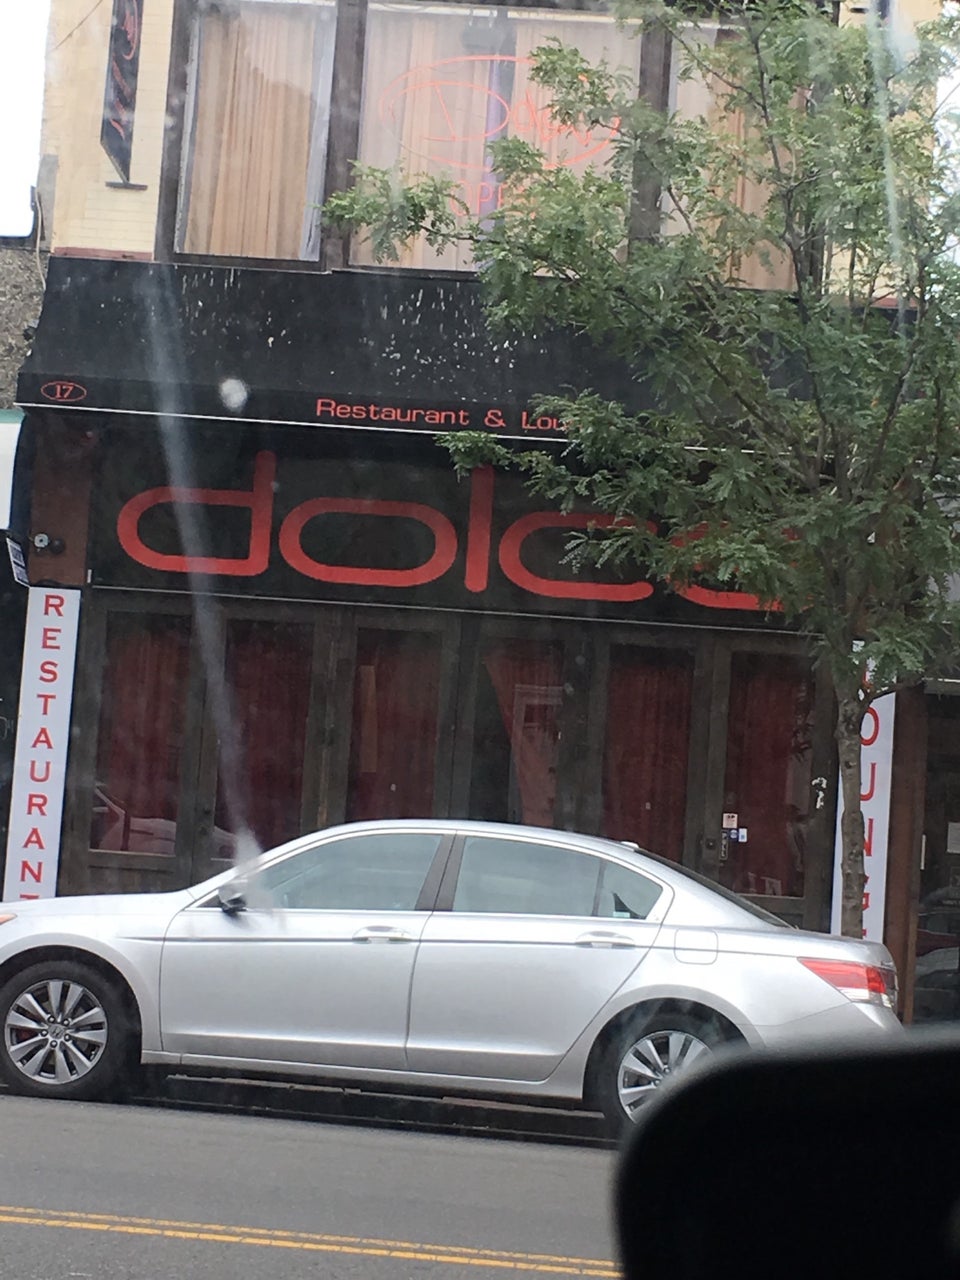 17
Restaurant & Lou
dolce
RESTAURANT
OUNG